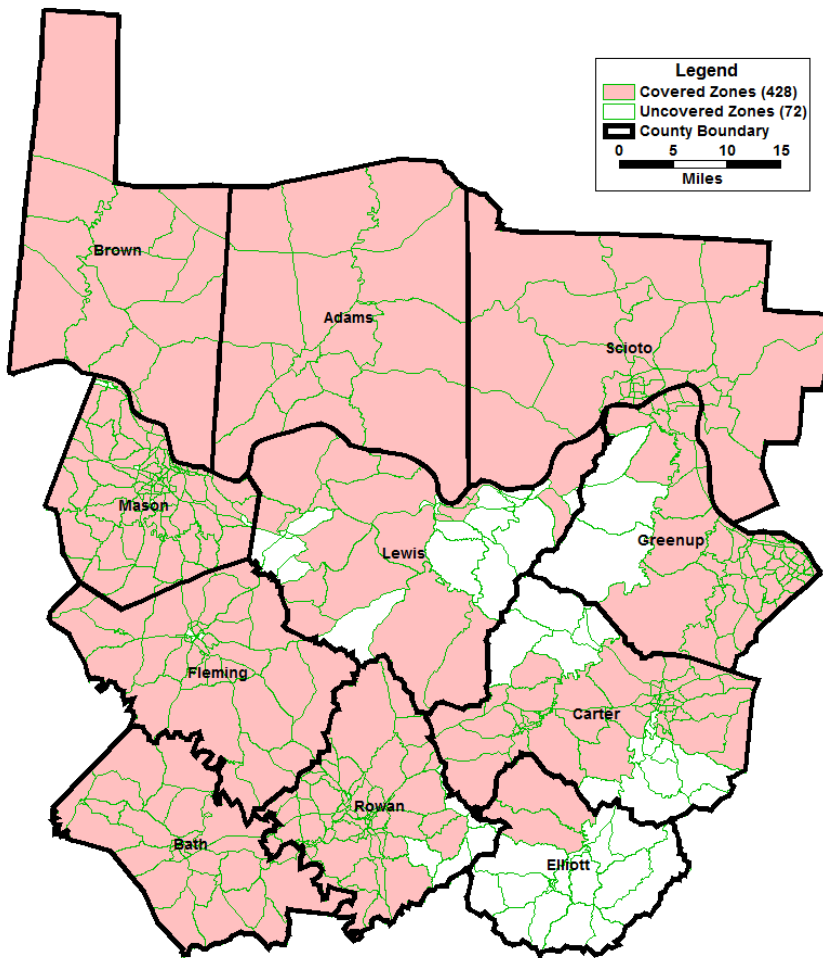 Legend
Covered Zones (428)
Uncovered Zones (72)
County Boundary
0 5 10 15
Miles
Brown
Adams
Scioto
Mason
Lewis
Greenup
Fleming
Carter
Rowan
Bath
Elliott